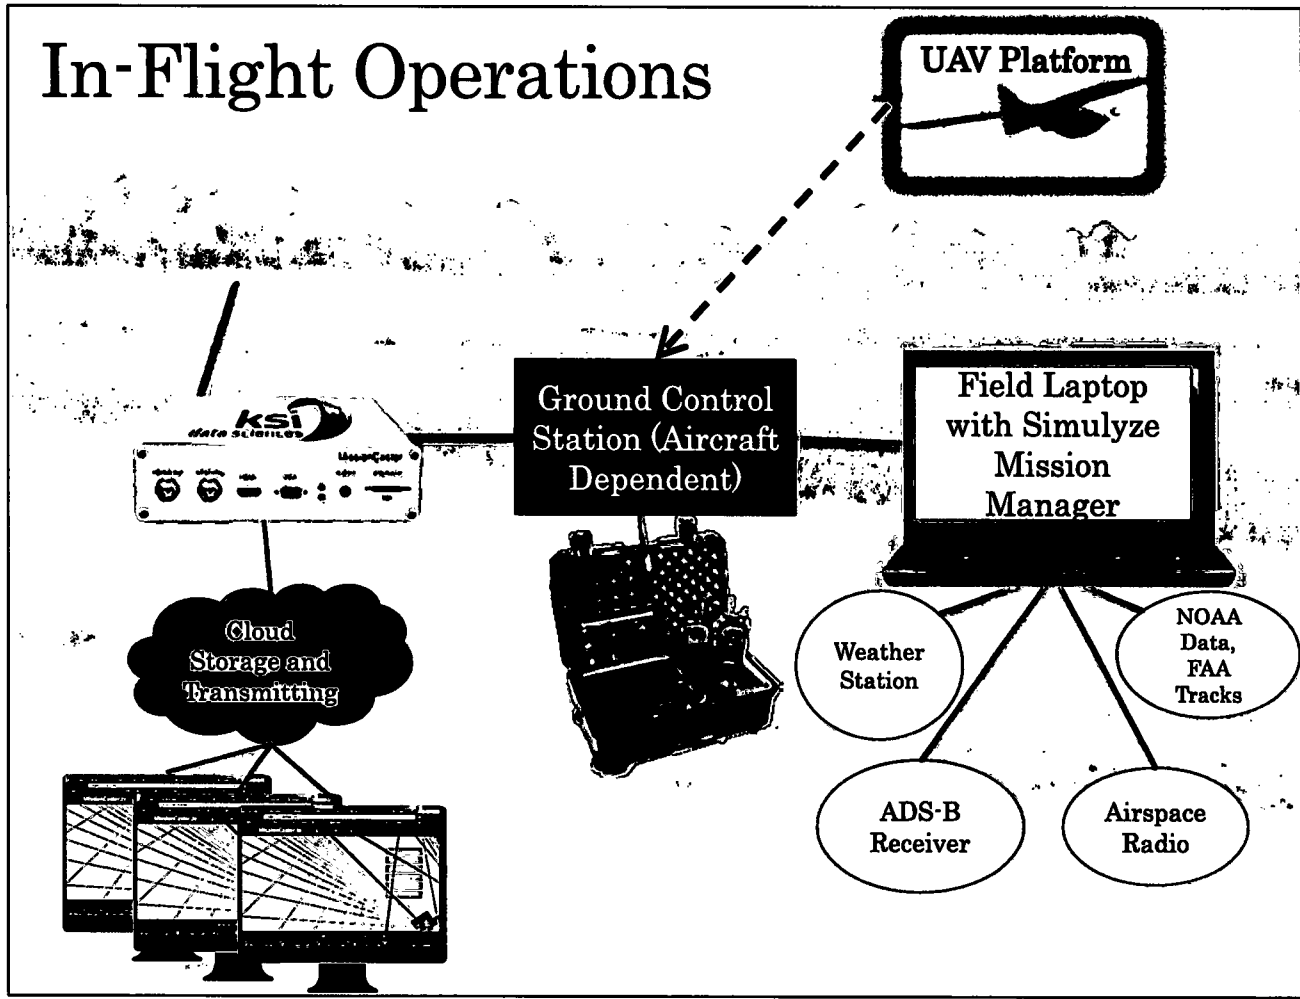 In-Flight Operations
UAV Platform
ksi
data sciences
MissionCaster
Ground Control
Station (Aircraft
Dependent)
Field Laptop
with Simulyze
Mission
Manager
Cloud
Storage and
Transmitting
Weather
Station
NOAA
Data,
FAA
Tracks
ADS-B
Receiver
Airspace
Radio